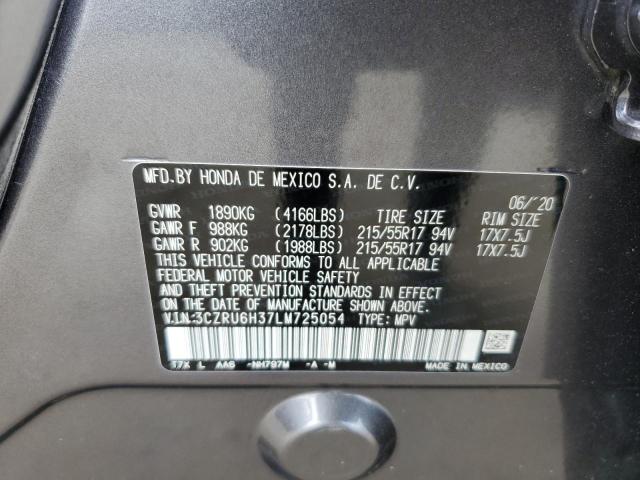 MFD.BY HONDA DE MEXICO S.A. DE C.V.
06/'20
GVWR 1890KG (4166LBS) TIRE SIZE RIM SIZE
GAWR F 988KG (2178LBS) 215/55R17 94V 17X7.5J
GAWR R 902KG (1988LBS) 215/55R17 94V 17X7.5J
THIS VEHICLE CONFORMS TO ALL APPLICABLE
FEDERAL MOTOR VEHICLE SAFETY
AND THEFT PREVENTION STANDARDS
IN EFFECT ON THE DATE OF MANUFACTURE SHOWN ABOVE.
V.I.N.:3CZRU6H37LM725054 TYPE: MPV
T7X L AA6 -NH797M -A -M MADE IN MEXICO